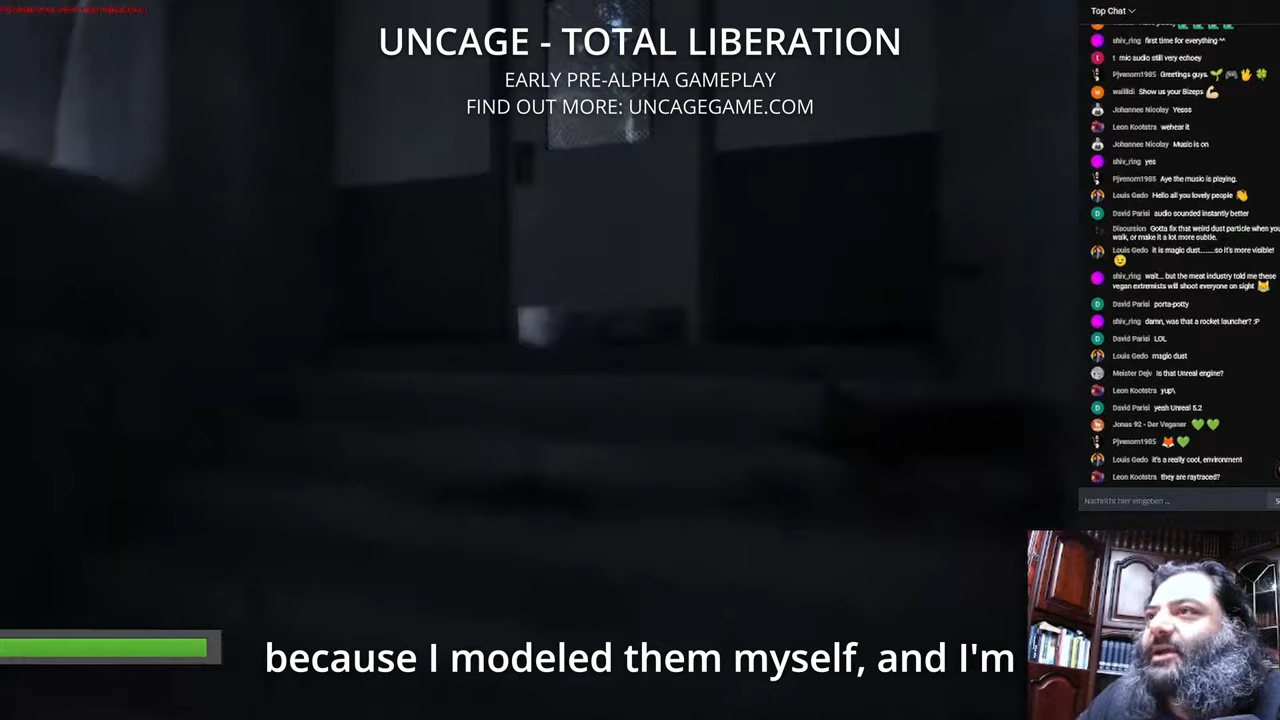 UNCAGE - TOTAL LIBERATION
EARLY PRE-ALPHA GAMEPLAY
FIND OUT MORE: UNCAGEGAME.COM
Top Chat
shiv_ring first time for everything ^^
t mic audio still very echoey
Pjvenom1985 Greetings guys.
Show us your Bizeps
Johannes Nicolay Yesss
Leon Kootstra wehear it
Johannes Nicolay Music is on
shiv_ring yes
Pjvenom1985 Aye the music is playing.
Louis Gedo Hello all you lovely people
David Parisi audio sounded instantly better
Discursion Gotta fix that weird dust particle when you
walk, or make it a lot more subtle.
Louis Gedo it is magic dust........so it's more visible!
shiv_ring wait... but the meat industry told me these
vegan extremists will shoot everyone on sight
David Parisi porta-potty
shiv_ring damn, was that a rocket launcher? :P
David Parisi LOL
Louis Gedo magic dust
Meister Dejv Is that Unreal engine?
Leon Kootstra yup\
David Parisi yeah Unreal 5.2
Jonas 92 - Der Veganer
Pjvenom1985
Louis Gedo it's a really cool, environment
Leon Kootstra they are raytraced?
Nachricht hier eingeben ...
because I modeled them myself, and I'm